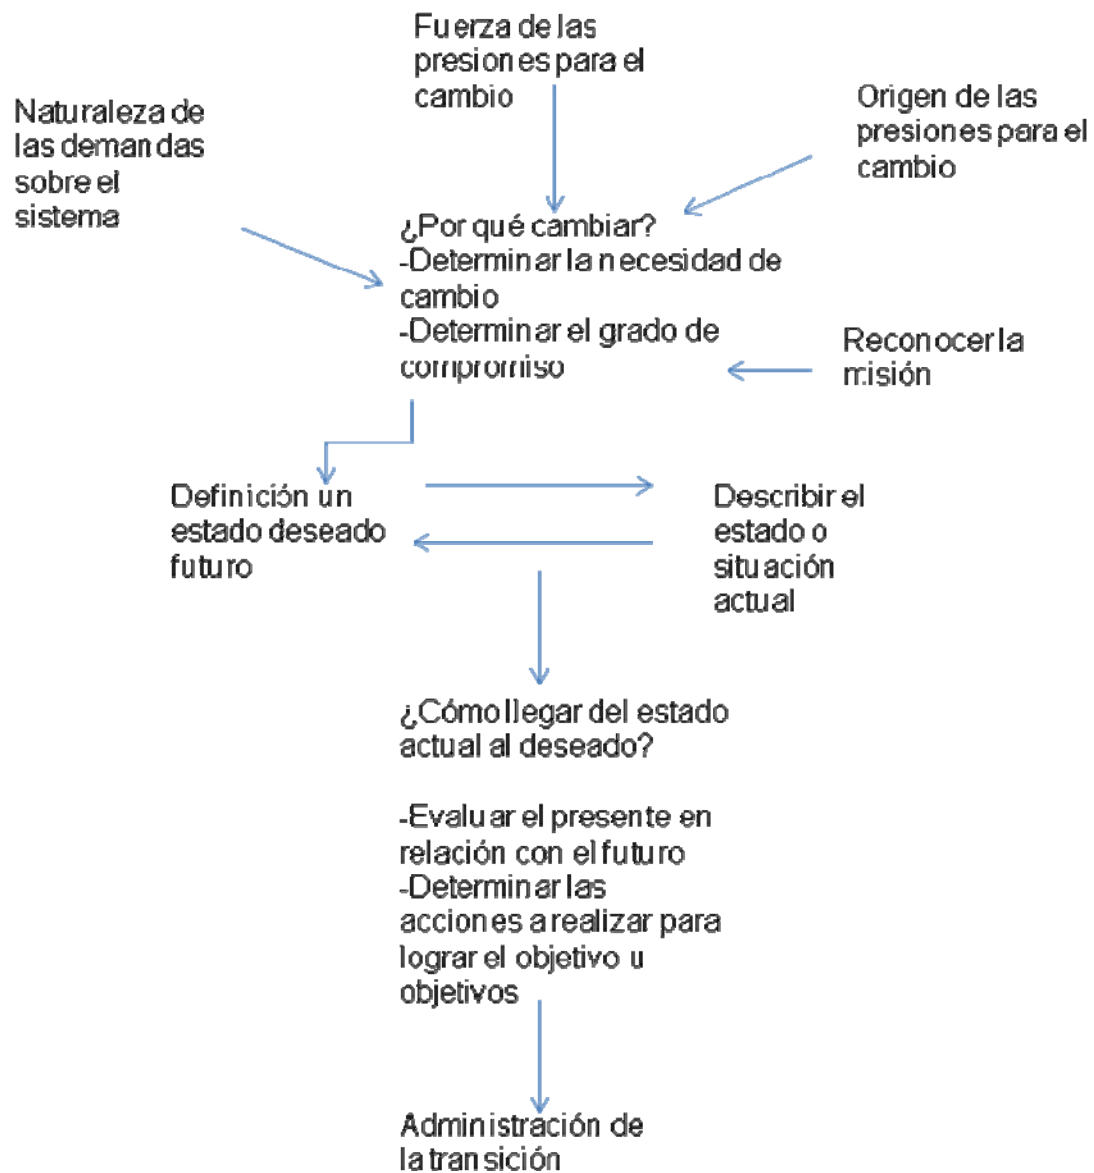 Fuerza de las
presiones para el
cambio
Naturaleza de
las demandas
sobre el
sistema
Origen de las
presiones para el
cambio
¿Por qué cambiar?
-Determinar la necesidad de
cambio
-Determinar el grado de
compromiso
Reconocer la
misión
Definición un
estado deseado
futuro
Describir el
estado o
situación
actual
¿Cómo llegar del estado
actual al deseado?
-Evaluar el presente en
relación con el futuro
-Determinar las
acciones a realizar para
lograr el objetivo u
objetivos
Administración de
la transición